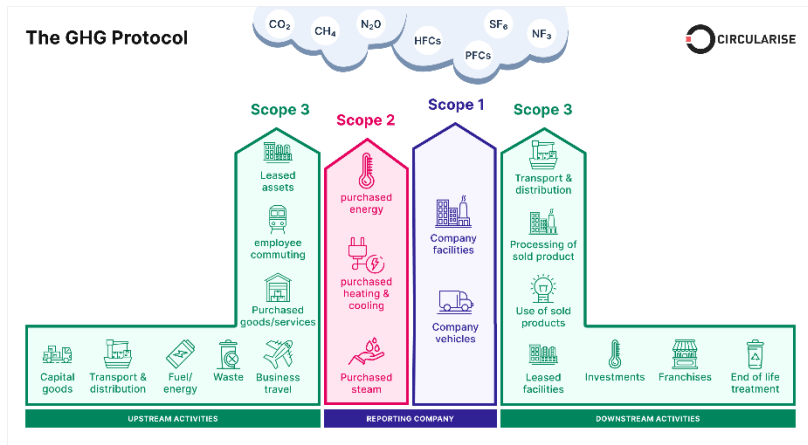 The GHG Protocol
CO₂
CH₄
N₂O
HFCs
PFCs
SF₆
NF₃
CIRCULARISE
Scope 3
Scope 2
Scope 1
Scope 3
Leased
assets
employee
commuting
Purchased
goods/services
purchased
energy
purchased
heating &
cooling
Purchased
steam
Company
facilities
Company
vehicles
Transport &
distribution
Processing of
sold product
Use of sold
products
Capital
goods
Transport &
distribution
Fuel/
energy
Waste
Business
travel
Leased
facilities
Investments
Franchises
End of life
treatment
UPSTREAM ACTIVITIES
REPORTING COMPANY
DOWNSTREAM ACTIVITIES